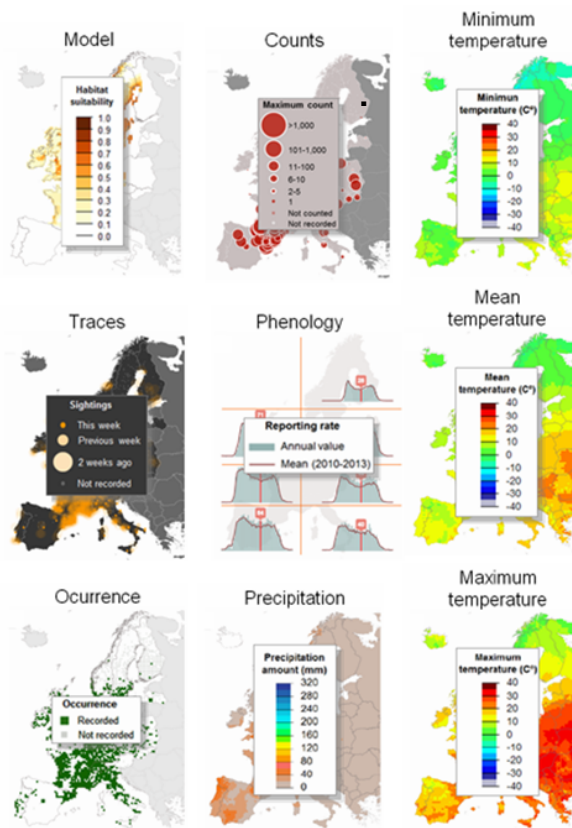 Model
Habitat
suitability
1.0
0.9
0.8
0.7
0.6
0.5
0.4
0.3
0.2
0.1
0.0
Counts
Maximum count
>1,000
101-1,000
11-100
6-10
2-5
1
Not counted
Not recorded
Minimum
temperature
Minimun
temperature (Cº)
40
30
20
10
0
-10
-20
-30
-40
Traces
Sightings
This week
Previous week
2 weeks ago
Not recorded
Phenology
Reporting rate
Annual value
Mean (2010-2013)
Mean
temperature
Mean
temperature (Cº)
40
30
20
10
0
-10
-20
-30
-40
Ocurrence
Occurrence
Recorded
Not recorded
Precipitation
Precipitation
amount (mm)
320
280
240
200
160
120
80
40
0
Maximum
temperature
Maximum
temperature (Cº)
40
30
20
10
0
-10
-20
-30
-40